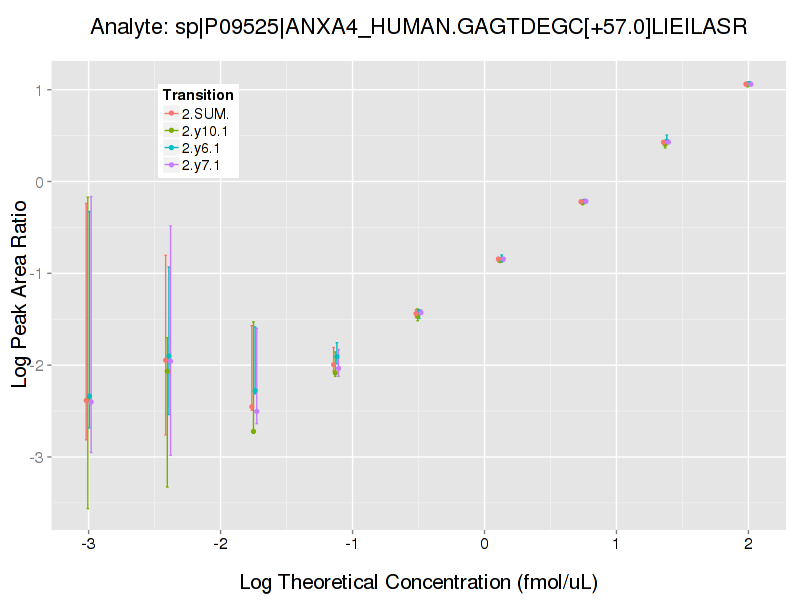 Analyte: sp|P09525|ANXA4_HUMAN.GAGTDEGC[+57.0]LIEILASR
Transition
2.SUM.
2.y10.1
2.y6.1
2.y7.1
Log Peak Area Ratio
1
0
-1
-2
-3
-3 -2 -1 0 1 2
Log Theoretical Concentration (fmol/uL)